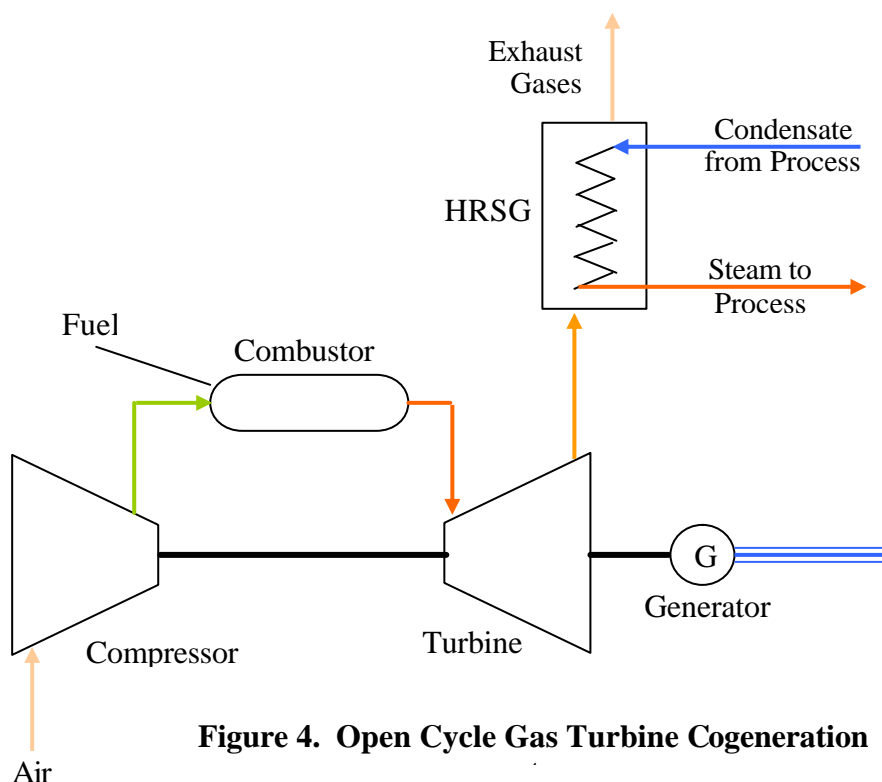 Exhaust
Gases
Condensate
from Process
HRSG
Steam to
Process
Fuel
Combustor
G
Generator
Turbine
Compressor
Air
Figure 4. Open Cycle Gas Turbine Cogeneration